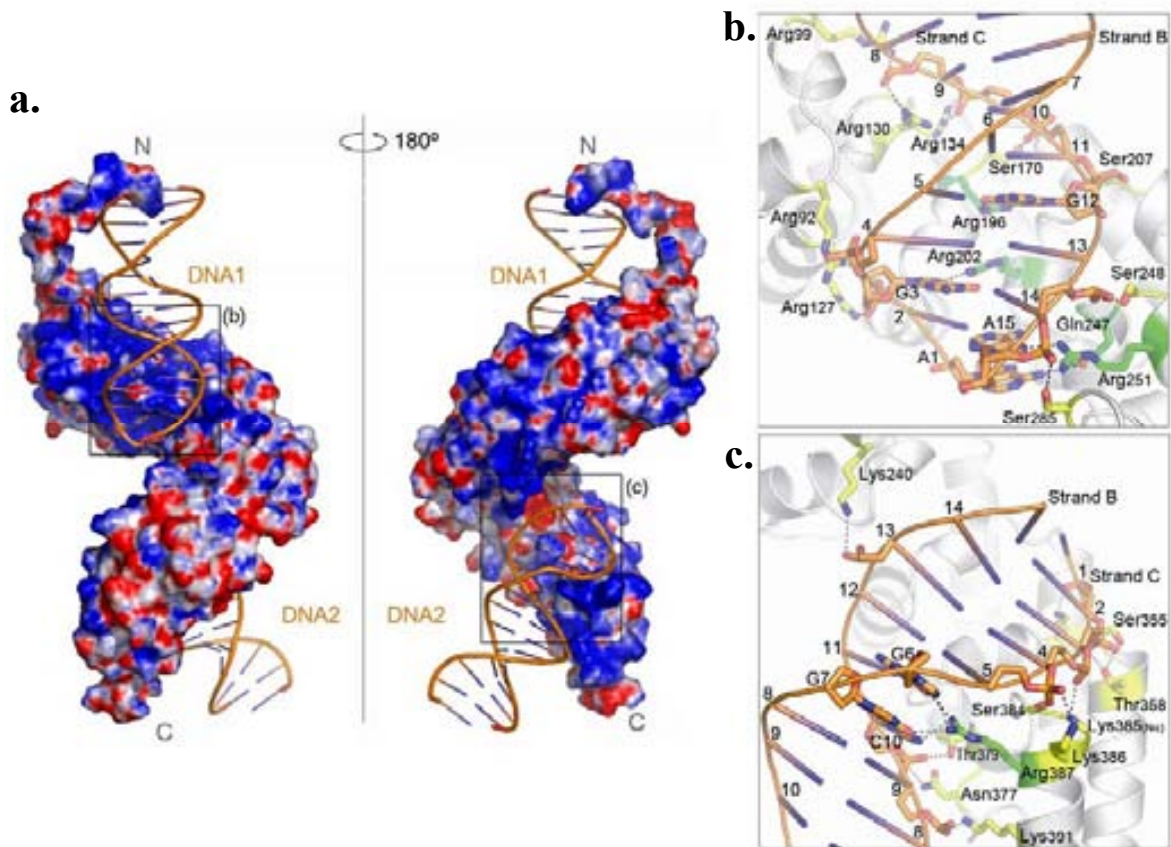 a.
N
180º
N
DNA1
DNA1
(b)
(c)
DNA2
DNA2
C
C
b.
Arg99
Strand C
Strand B
8
9
7
10
6
Arg130
Arg134
11
Ser170
Ser207
5
G12
Arg196
Arg92
4
Arg202
13
Ser248
G3
14
Arg127
2
Gln247
A15
A1
Arg251
Ser285
c.
Lys240
Strand B
14
13
1
Strand C
12
2
Ser355
11
G6
4
G7
5
8
Ser384
Thr358
9
C10
Lys385
Thr379
Lys386
Arg387
10
9
Asn377
8
Lys391